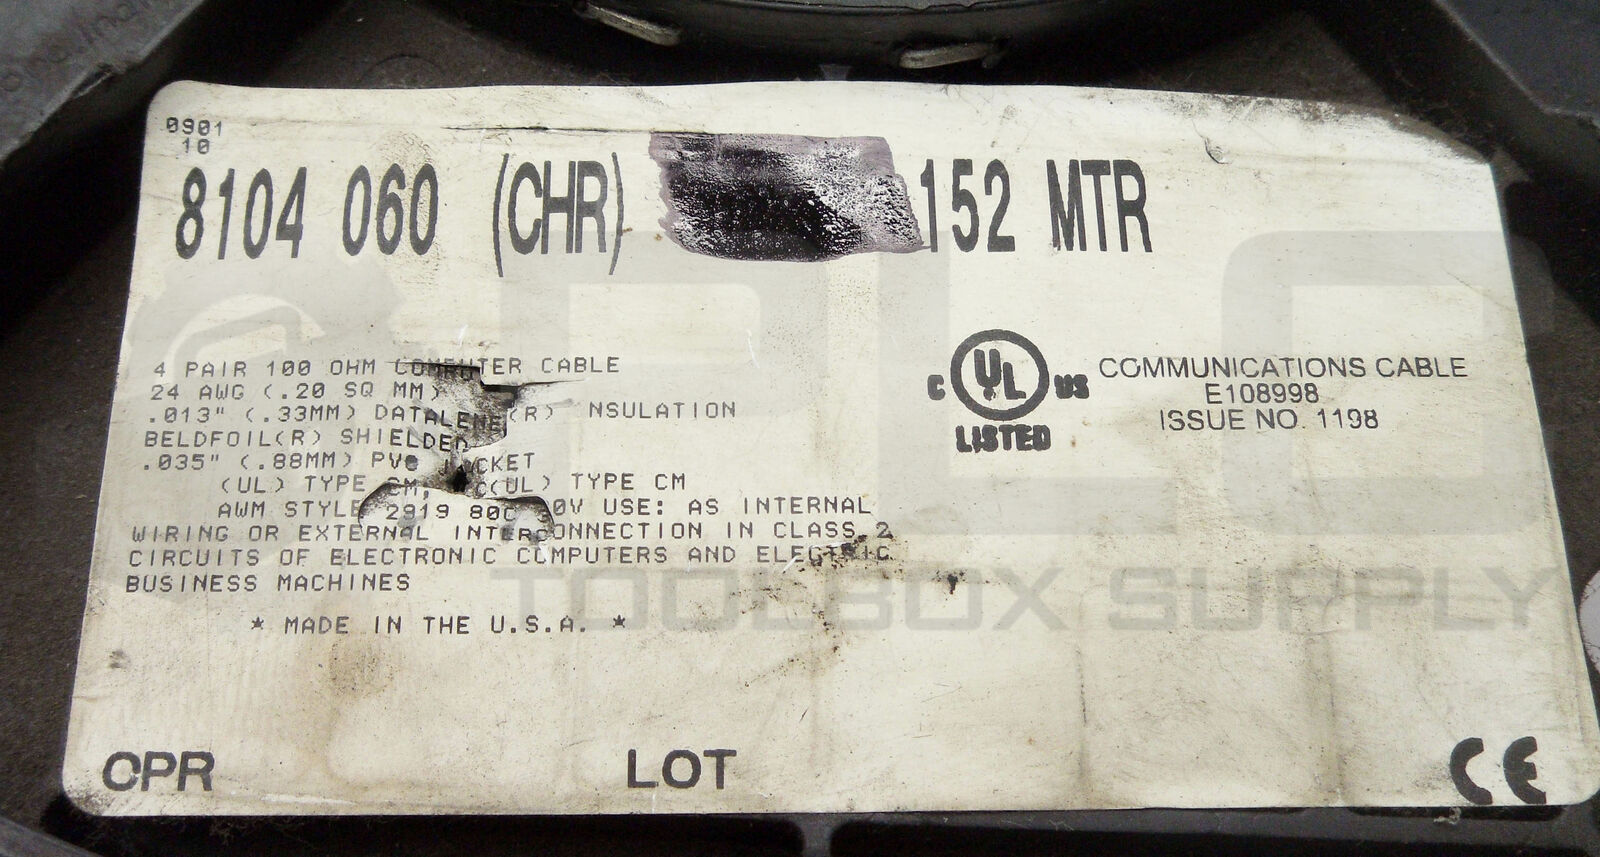 0901
10
8104 060 (CHR) 152 MTR
4 PAIR 100 OHM COMPUTER CABLE
24 AWG (.20 SQ MM)
.013" (.33MM) DATALENE(R) NSULATION
BELDFOIL(R) SHIELDED
.035" (.88MM) PVC JACKET
(UL) TYPE CM, C(UL) TYPE CM
AWM STYLE 2919 80C 30V USE: AS INTERNAL
WIRING OR EXTERNAL INTERCONNECTION IN CLASS 2
CIRCUITS OF ELECTRONIC COMPUTERS AND ELECTRIC
BUSINESS MACHINES
* MADE IN THE U.S.A. *
C UL US
LISTED
COMMUNICATIONS CABLE
E108998
ISSUE NO. 1198
OPR LOT CE
PLC
TOOLBOX SUPPLY